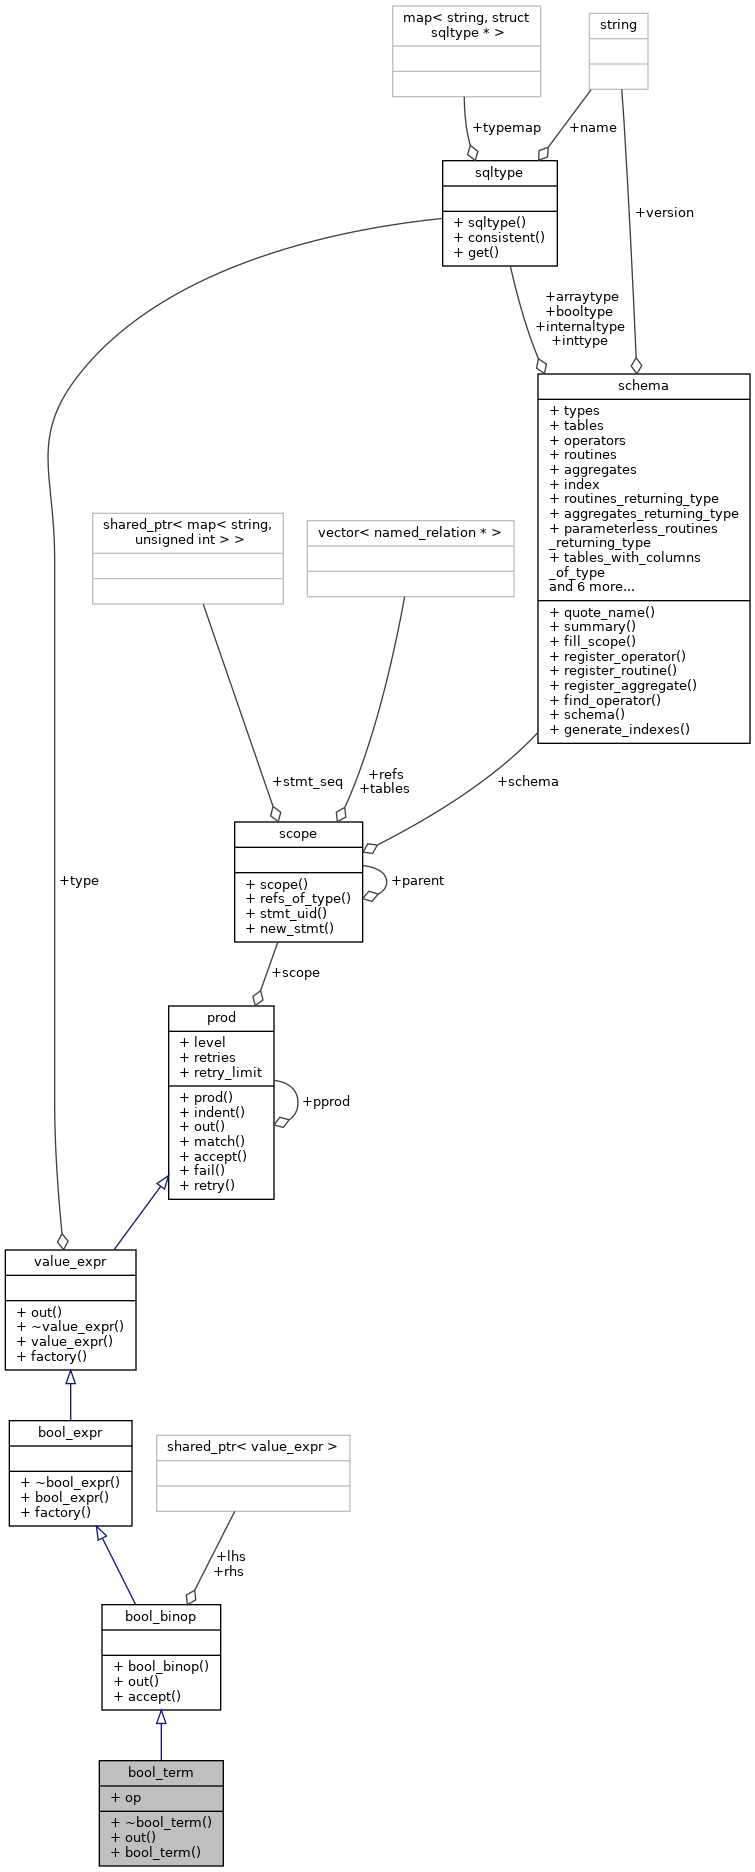 map< string, struct
sqltype * >
string
+typemap
+name
sqltype
+ sqltype()
+ consistent()
+ get()
+version
+arraytype
+booltype
+internaltype
+inttype
schema
+ types
+ tables
+ operators
+ routines
+ aggregates
+ index
+ routines_returning_type
+ aggregates_returning_type
+ parameterless_routines
_returning_type
+ tables_with_columns
_of_type
and 6 more...
+ quote_name()
+ summary()
+ fill_scope()
+ register_operator()
+ register_routine()
+ register_aggregate()
+ find_operator()
+ schema()
+ generate_indexes()
shared_ptr< map< string,
unsigned int > >
vector< named_relation * >
+stmt_seq
+refs
+tables
+schema
scope
+ scope()
+ refs_of_type()
+ stmt_uid()
+ new_stmt()
+parent
+type
+scope
prod
+ level
+ retries
+ retry_limit
+ prod()
+ indent()
+ out()
+ match()
+ accept()
+ fail()
+ retry()
+pprod
value_expr
+ out()
+ ~value_expr()
+ value_expr()
+ factory()
bool_expr
+ ~bool_expr()
+ bool_expr()
+ factory()
shared_ptr< value_expr >
+lhs
+rhs
bool_binop
+ bool_binop()
+ out()
+ accept()
bool_term
+ op
+ ~bool_term()
+ out()
+ bool_term()